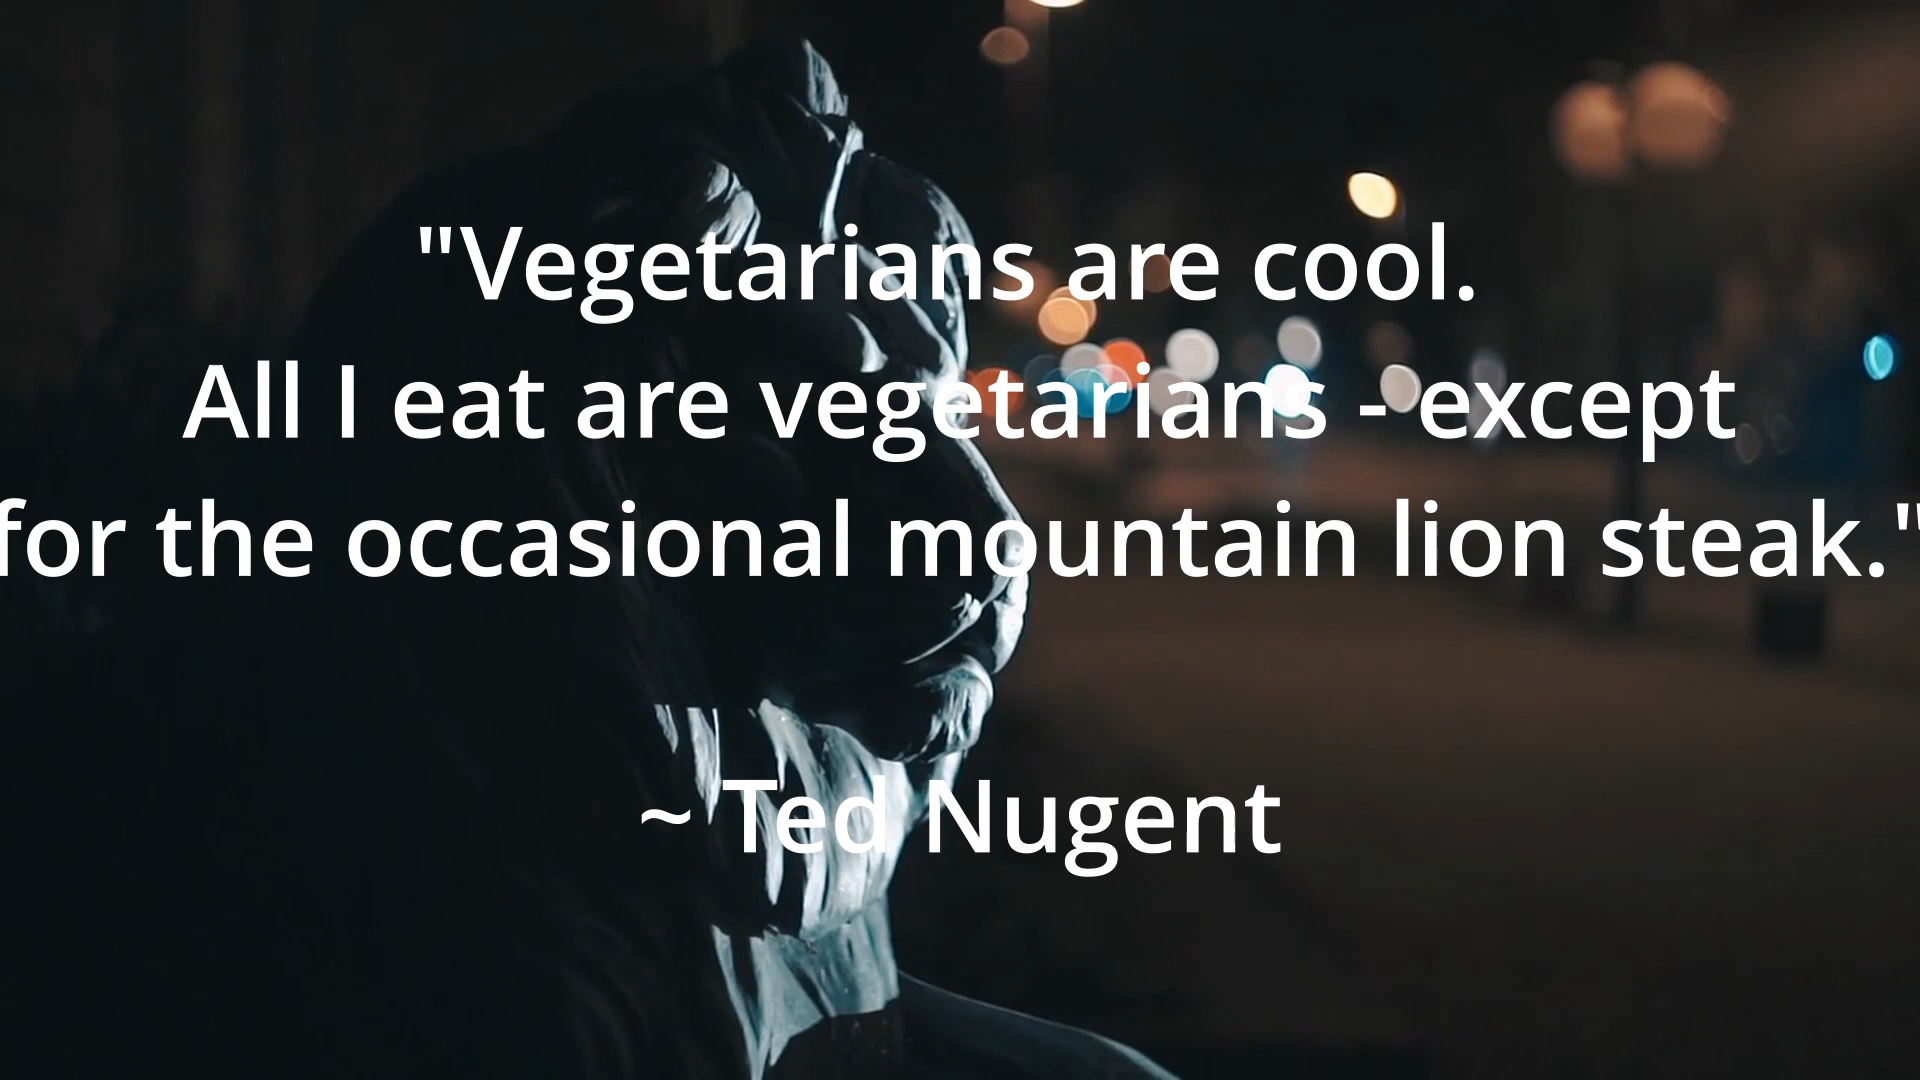 "Vegetarians are cool.
All I eat are vegetarians - except
for the occasional mountain lion steak."
~ Ted Nugent